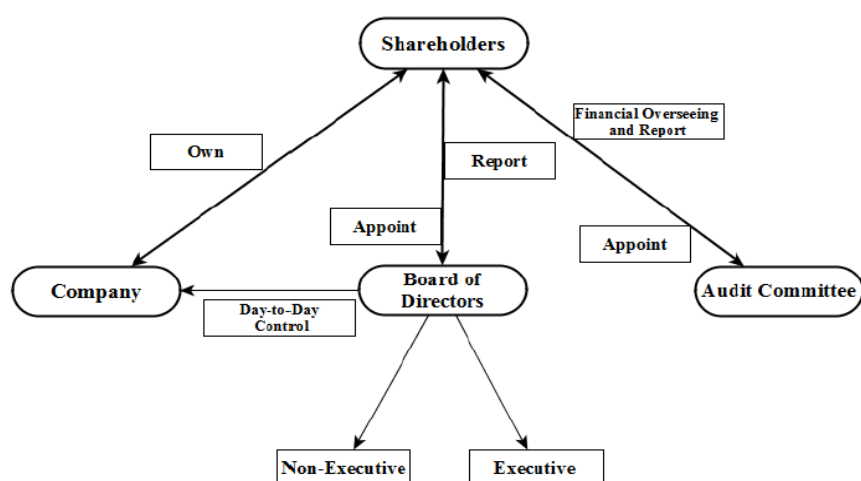 Shareholders
Financial Overseeing
and Report
Own
Report
Appoint
Appoint
Company
Board of
Directors
Audit Committee
Day-to-Day
Control
Non-Executive
Executive